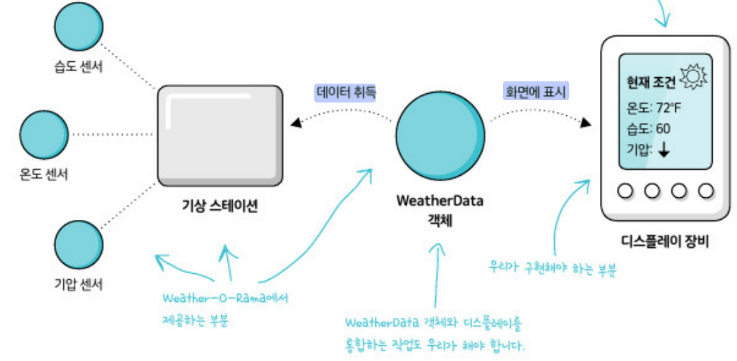 습도 센서
온도 센서
기압 센서
기상 스테이션
데이터 취득
WeatherData
객체
화면에 표시
현재 조건
온도: 72°F
습도: 60
기압:
디스플레이 장비
Weather-O-Rama에서
제공하는 부분
WeatherData 객체와 디스플레이를
통합하는 작업도 우리가 해야 합니다.
우리가 구현해야 하는 부분